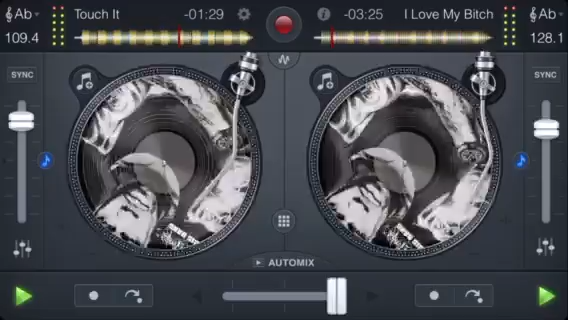 Ab
Touch It
-01:29
-03:25
I Love My Bitch
Ab
109.4
128.1
SYNC
SYNC
AUTOMIX